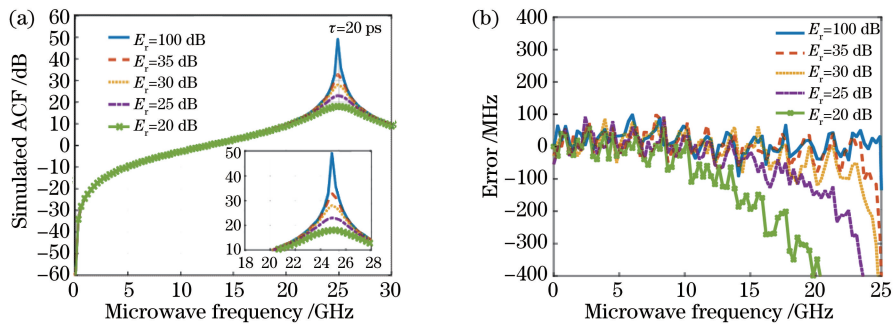 (a)
60
50
40
30
20
10
0
−10
−20
−30
−40
−50
−60
Simulated ACF /dB
Er=100 dB
Er=35 dB
Er=30 dB
Er=25 dB
Er=20 dB
τ=20 ps
50
40
30
20
10
18 20 22 24 26 28
0 5 10 15 20 25 30
Microwave frequency /GHz
(b)
400
300
200
100
0
−100
−200
−300
−400
Error /MHz
Er=100 dB
Er=35 dB
Er=30 dB
Er=25 dB
Er=20 dB
0 5 10 15 20 25
Microwave frequency /GHz